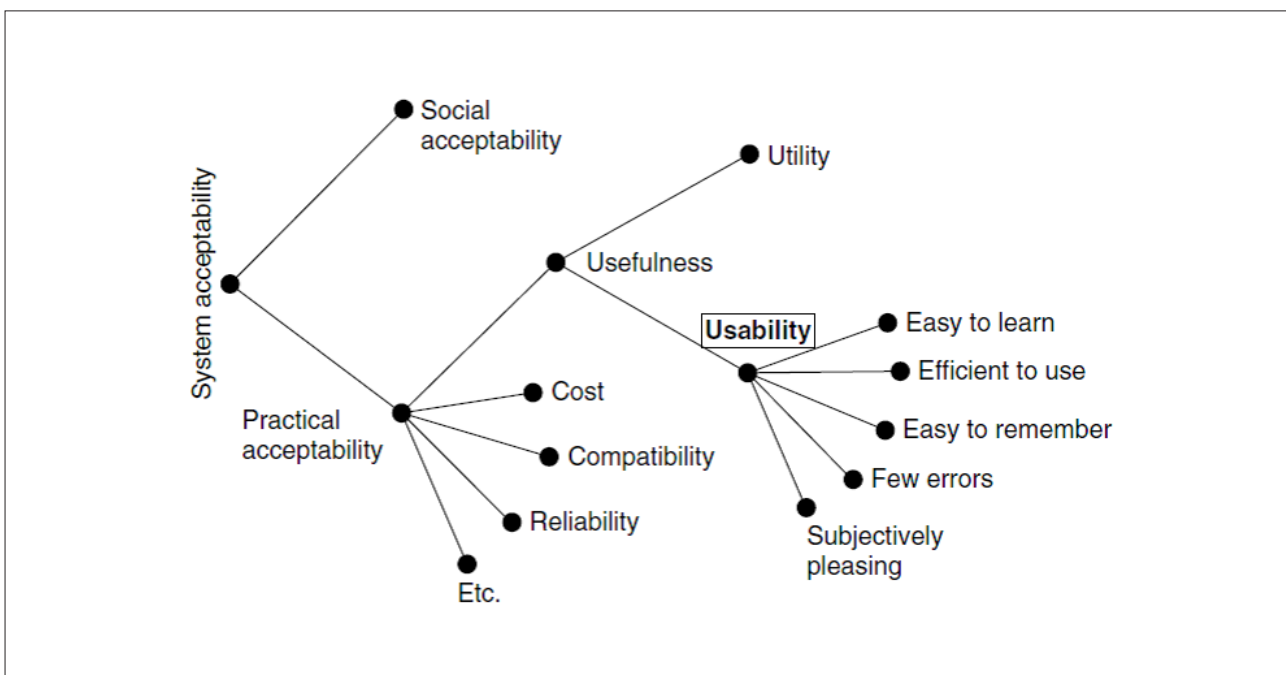 System acceptability
Social
acceptability
Utility
Usefulness
Usability
Easy to learn
Efficient to use
Easy to remember
Few errors
Subjectively
pleasing
Practical
acceptability
Cost
Compatibility
Reliability
Etc.